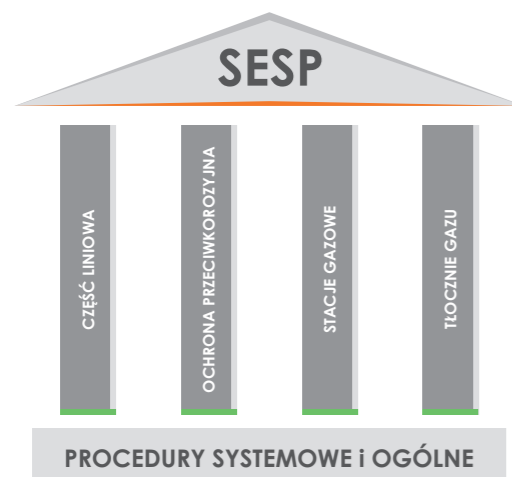 SESP
CZĘŚĆ LINIOWA
OCHRONA PRZECIWKOROZYJNA
STACJE GAZOWE
TŁOCZNIE GAZU
PROCEDURY SYSTEMOWE i OGÓLNE